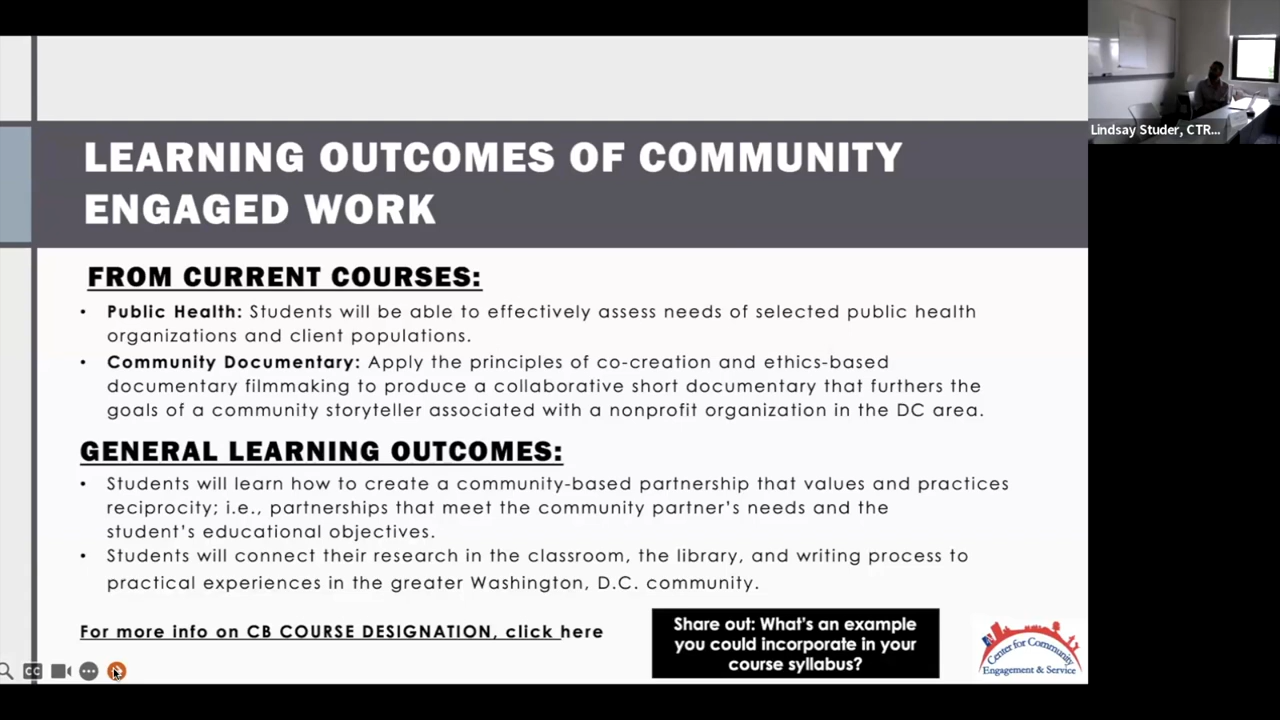 Lindsay Studer, CTR...
LEARNING OUTCOMES OF COMMUNITY
ENGAGED WORK
FROM CURRENT COURSES:
• Public Health: Students will be able to effectively assess needs of selected public health
organizations and client populations.
• Community Documentary: Apply the principles of co-creation and ethics-based
documentary filmmaking to produce a collaborative short documentary that furthers the
goals of a community storyteller associated with a nonprofit organization in the DC area.
GENERAL LEARNING OUTCOMES:
• Students will learn how to create a community-based partnership that values and practices
reciprocity; i.e., partnerships that meet the community partner's needs and the
student's educational objectives.
• Students will connect their research in the classroom, the library, and writing process to
practical experiences in the greater Washington, D.C. community.
For more info on CB COURSE DESIGNATION, click here
Share out: What's an example
you could incorporate in your
course syllabus?
Center for Community
Engagement & Service
CC